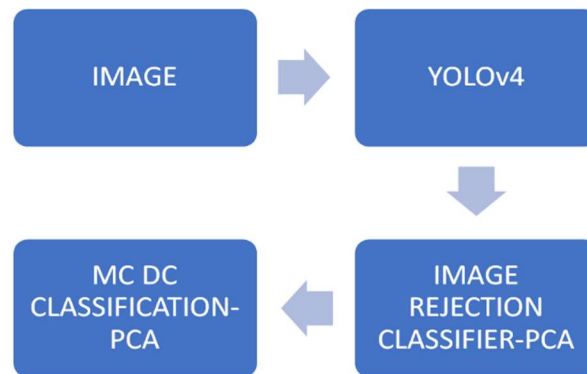 IMAGE
YOLOv4
IMAGE
REJECTION
CLASSIFIER-PCA
MC DC
CLASSIFICATION-
PCA